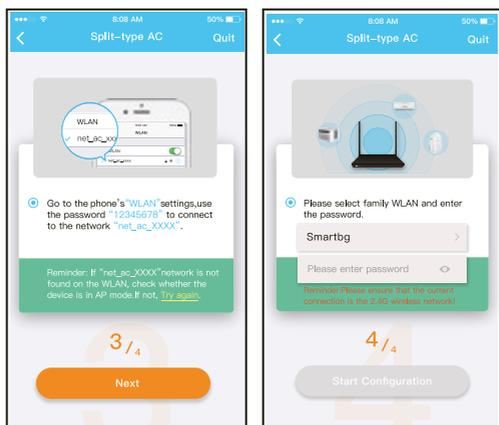 8:08 AM
50%
Split-type AC
Quit
WLAN
net_ac_xxx
WLAN
WLAN
Go to the phone's "WLAN"settings,use
the password "12345678" to connect
to the network "net_ac_XXXX".
Reminder: If "net_ac_XXXX"network is not
found on the WLAN, check whether the
device is in AP mode.If not, Try again.
3/4
Next
8:08 AM
50%
Split-type AC
Quit
Please select family WLAN and enter
the password.
Smartbg
Please enter password
Reminder:Please ensure that the current
connection is the 2.4G wireless network!
4/4
Start Configuration